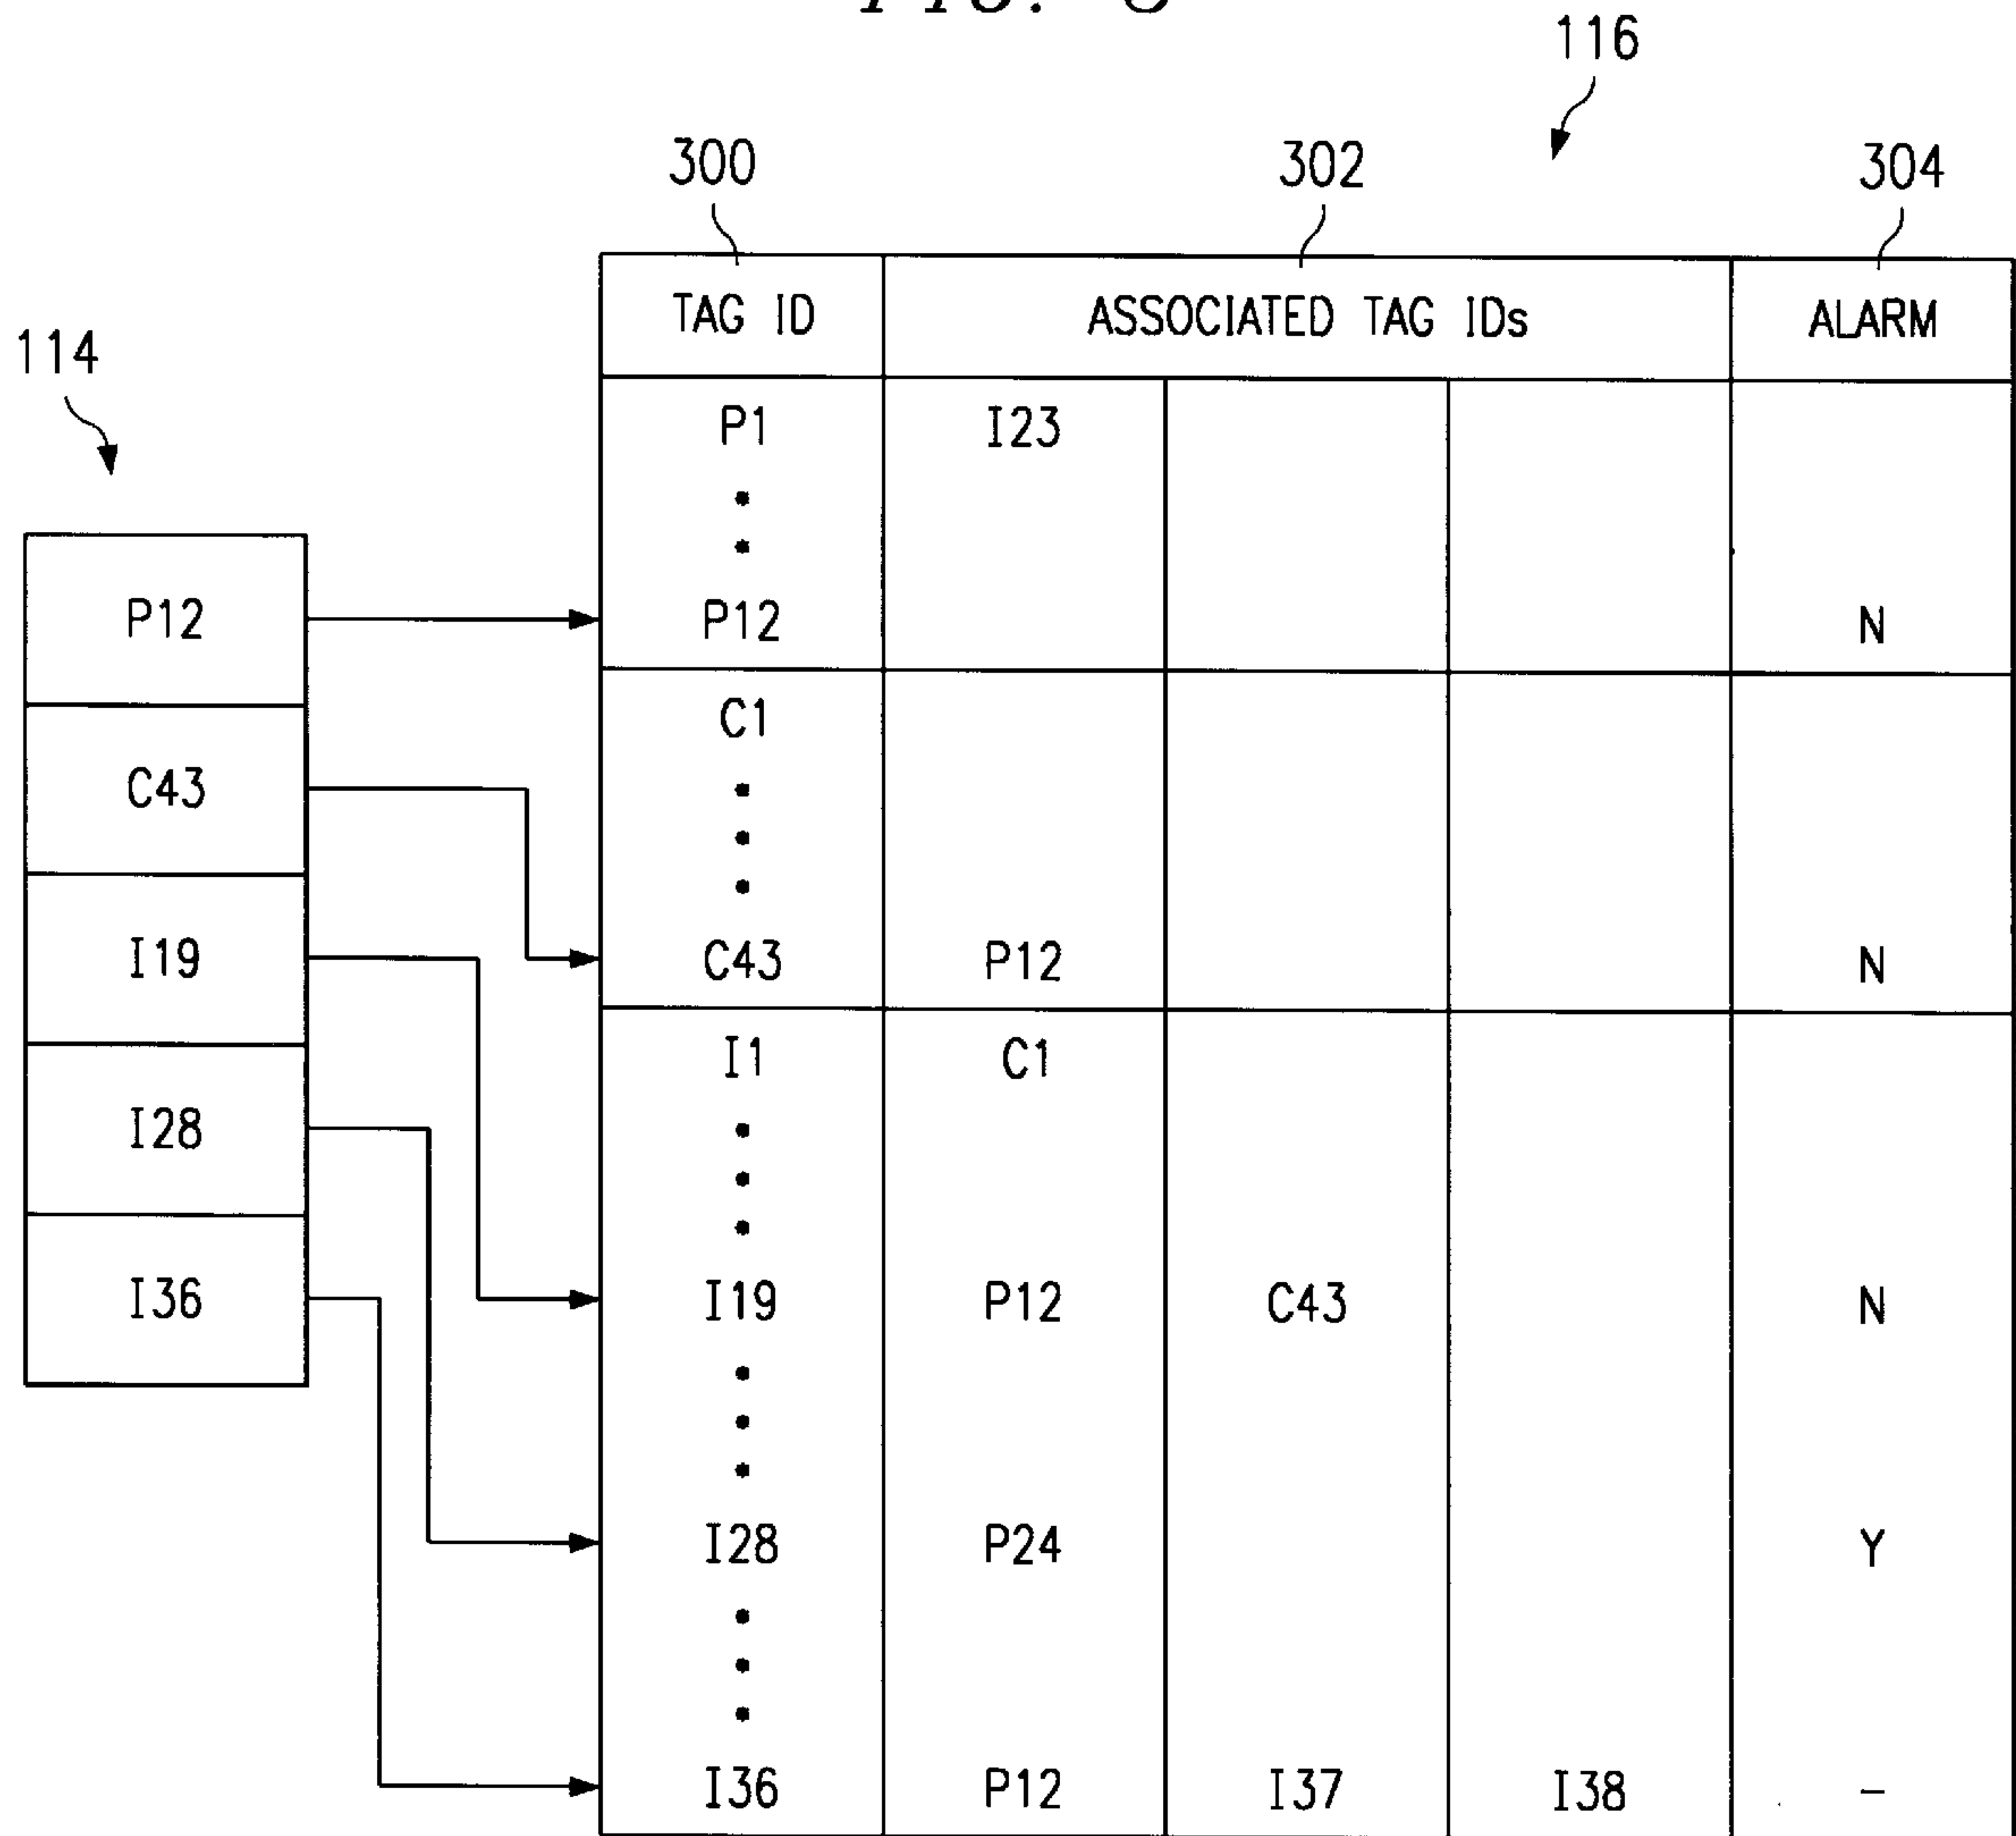 116
300 302 304
TAG ID ASSOCIATED TAG IDs ALARM
114
P1 I23
P12 P12 N
C1
C43
I19 C43 P12 N
I1 C1
I28
I36 I19 P12 C43 N
I28 P24 Y
I36 P12 I37 I38 -